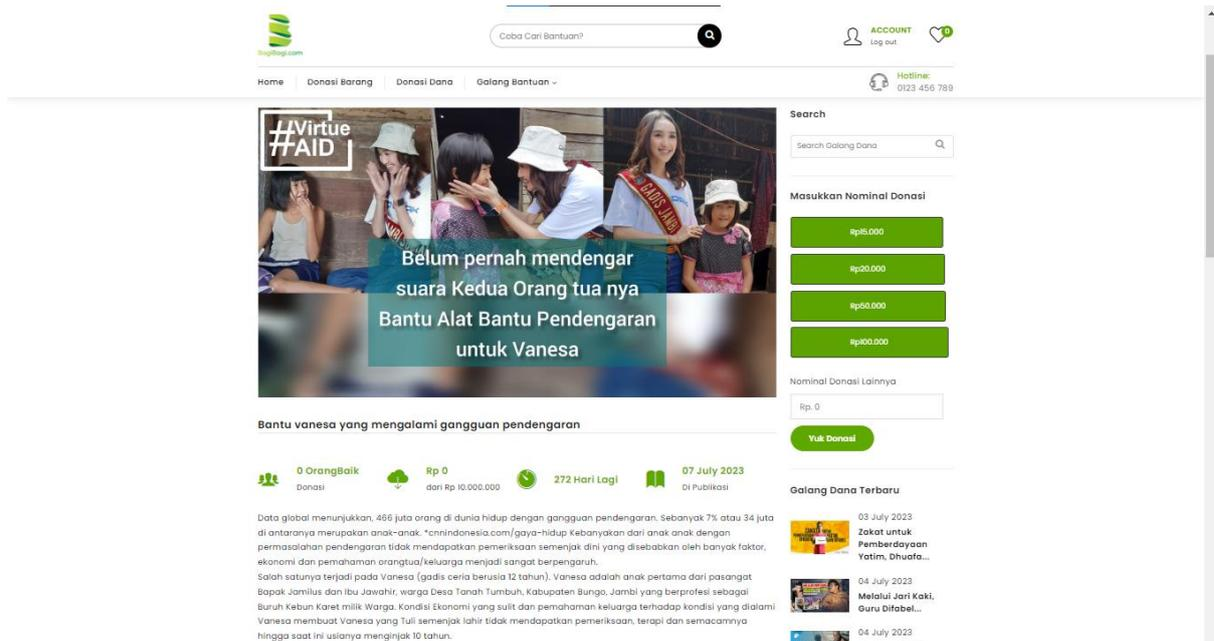 BagiBagi.com
Coba Cari Bantuan?
ACCOUNT
Log out
0
Home
Donasi Barang
Donasi Dana
Galang Bantuan
Hotline:
0123 456 789
#Virtue
AID
GADIS JAMBI
Belum pernah mendengar
suara Kedua Orang tua nya
Bantu Alat Bantu Pendengaran
untuk Vanesa
Bantu vanesa yang mengalami gangguan pendengaran
0 OrangBaik
Donasi
Rp 0
dari Rp 10.000.000
272 Hari Lagi
07 July 2023
Di Publikasi
Data global menunjukkan, 466 juta orang di dunia hidup dengan gangguan pendengaran. Sebanyak 7% atau 34 juta
di antaranya merupakan anak-anak. *cnnindonesia.com/gaya-hidup Kebanyakan dari anak anak dengan
permasalahan pendengaran tidak mendapatkan pemeriksaan semenjak dini yang disebabkan oleh banyak faktor,
ekonomi dan pemahaman orangtua/keluarga menjadi sangat berpengaruh.
Salah satunya terjadi pada Vanesa (gadis ceria berusia 12 tahun). Vanesa adalah anak pertama dari pasangat
Bapak Jamilus dan Ibu Jawahir, warga Desa Tanah Tumbuh, Kabupaten Bungo, Jambi yang berprofesi sebagai
Buruh Kebun Karet milik Warga. Kondisi Ekonomi yang sulit dan pemahaman keluarga terhadap kondisi yang dialami
Vanesa membuat Vanesa yang Tuli semenjak lahir tidak mendapatkan pemeriksaan, terapi dan semacamnya
hingga saat ini usianya menginjak 10 tahun.
Search
Search Galang Dana
Masukkan Nominal Donasi
Rp15.000
Rp20.000
Rp50.000
Rp100.000
Nominal Donasi Lainnya
Rp. 0
Yuk Donasi
Galang Dana Terbaru
03 July 2023
Zakat untuk
Pemberdayaan
Yatim, Dhuafa...
04 July 2023
Melalui Jari Kaki,
Guru Difabel...
04 July 2023